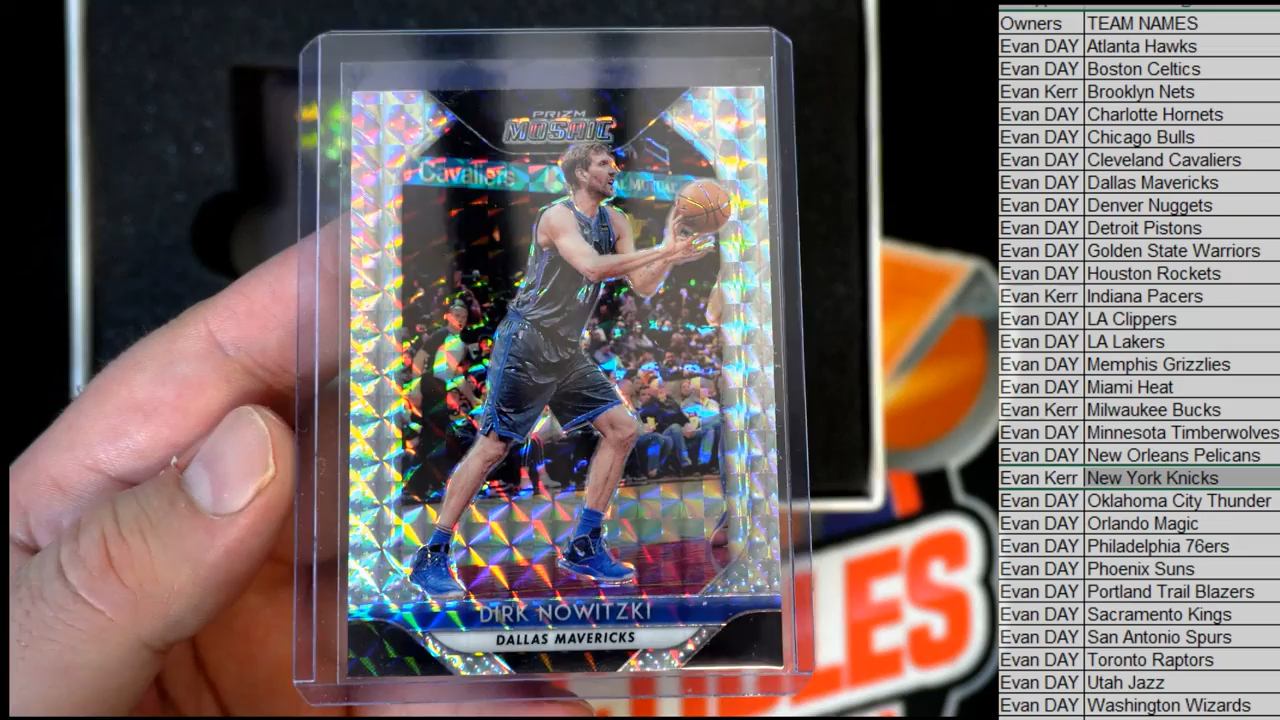 PRIZM
MOSAIC
Cavaliers
MUTUAL
DIRK NOWITZKI
DALLAS MAVERICKS
LES
Owners TEAM NAMES
Evan DAY Atlanta Hawks
Evan DAY Boston Celtics
Evan Kerr Brooklyn Nets
Evan DAY Charlotte Hornets
Evan DAY Chicago Bulls
Evan DAY Cleveland Cavaliers
Evan DAY Dallas Mavericks
Evan DAY Denver Nuggets
Evan DAY Detroit Pistons
Evan DAY Golden State Warriors
Evan DAY Houston Rockets
Evan Kerr Indiana Pacers
Evan DAY LA Clippers
Evan DAY LA Lakers
Evan DAY Memphis Grizzlies
Evan DAY Miami Heat
Evan Kerr Milwaukee Bucks
Evan DAY Minnesota Timberwolves
Evan DAY New Orleans Pelicans
Evan Kerr New York Knicks
Evan DAY Oklahoma City Thunder
Evan DAY Orlando Magic
Evan DAY Philadelphia 76ers
Evan DAY Phoenix Suns
Evan DAY Portland Trail Blazers
Evan DAY Sacramento Kings
Evan DAY San Antonio Spurs
Evan DAY Toronto Raptors
Evan DAY Utah Jazz
Evan DAY Washington Wizards